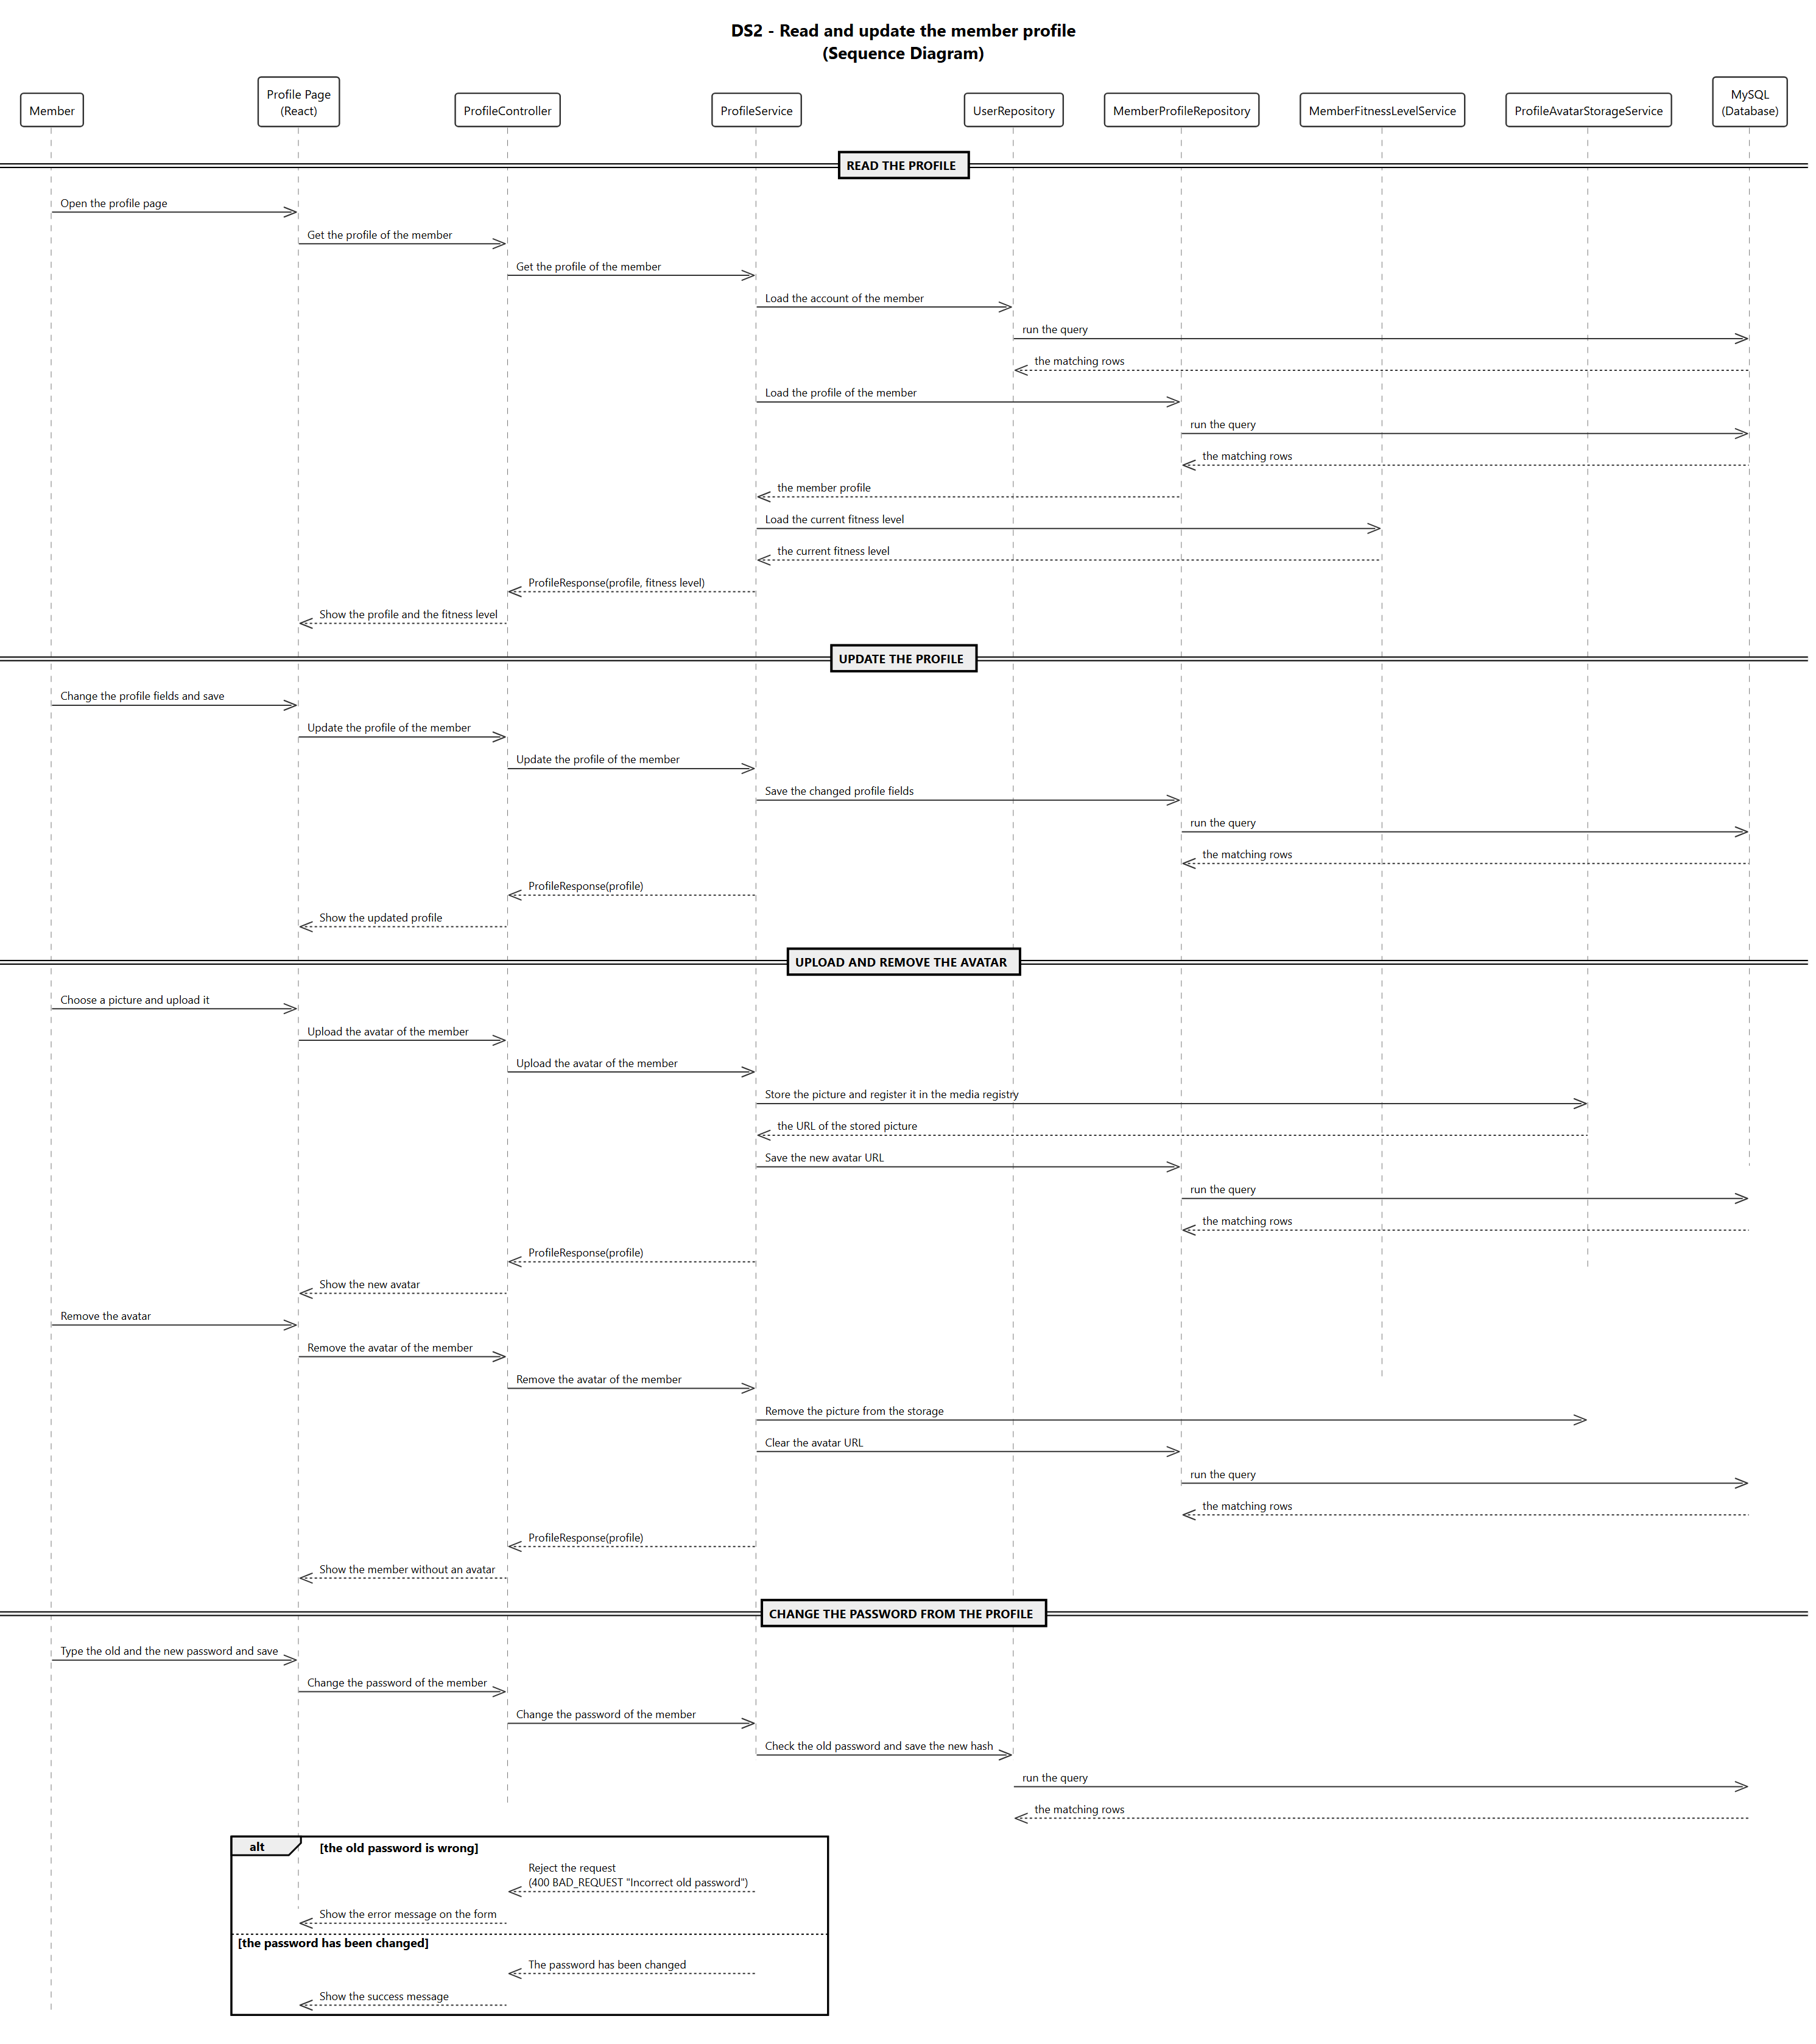 DS2 - Read and update the member profile
(Sequence Diagram)
Member
Profile Page
(React)
ProfileController
ProfileService
UserRepository
MemberProfileRepository
MemberFitnessLevelService
ProfileAvatarStorageService
MySQL
(Database)
READ THE PROFILE
Open the profile page
Get the profile of the member
Get the profile of the member
Load the account of the member
run the query
the matching rows
Load the profile of the member
run the query
the matching rows
the member profile
Load the current fitness level
the current fitness level
ProfileResponse(profile, fitness level)
Show the profile and the fitness level
UPDATE THE PROFILE
Change the profile fields and save
Update the profile of the member
Update the profile of the member
Save the changed profile fields
run the query
the matching rows
ProfileResponse(profile)
Show the updated profile
UPLOAD AND REMOVE THE AVATAR
Choose a picture and upload it
Upload the avatar of the member
Upload the avatar of the member
Store the picture and register it in the media registry
the URL of the stored picture
Save the new avatar URL
run the query
the matching rows
ProfileResponse(profile)
Show the new avatar
Remove the avatar
Remove the avatar of the member
Remove the avatar of the member
Remove the picture from the storage
Clear the avatar URL
run the query
the matching rows
ProfileResponse(profile)
Show the member without an avatar
CHANGE THE PASSWORD FROM THE PROFILE
Type the old and the new password and save
Change the password of the member
Change the password of the member
Check the old password and save the new hash
run the query
the matching rows
alt
[the old password is wrong]
Reject the request
(400 BAD_REQUEST "Incorrect old password")
Show the error message on the form
[the password has been changed]
The password has been changed
Show the success message